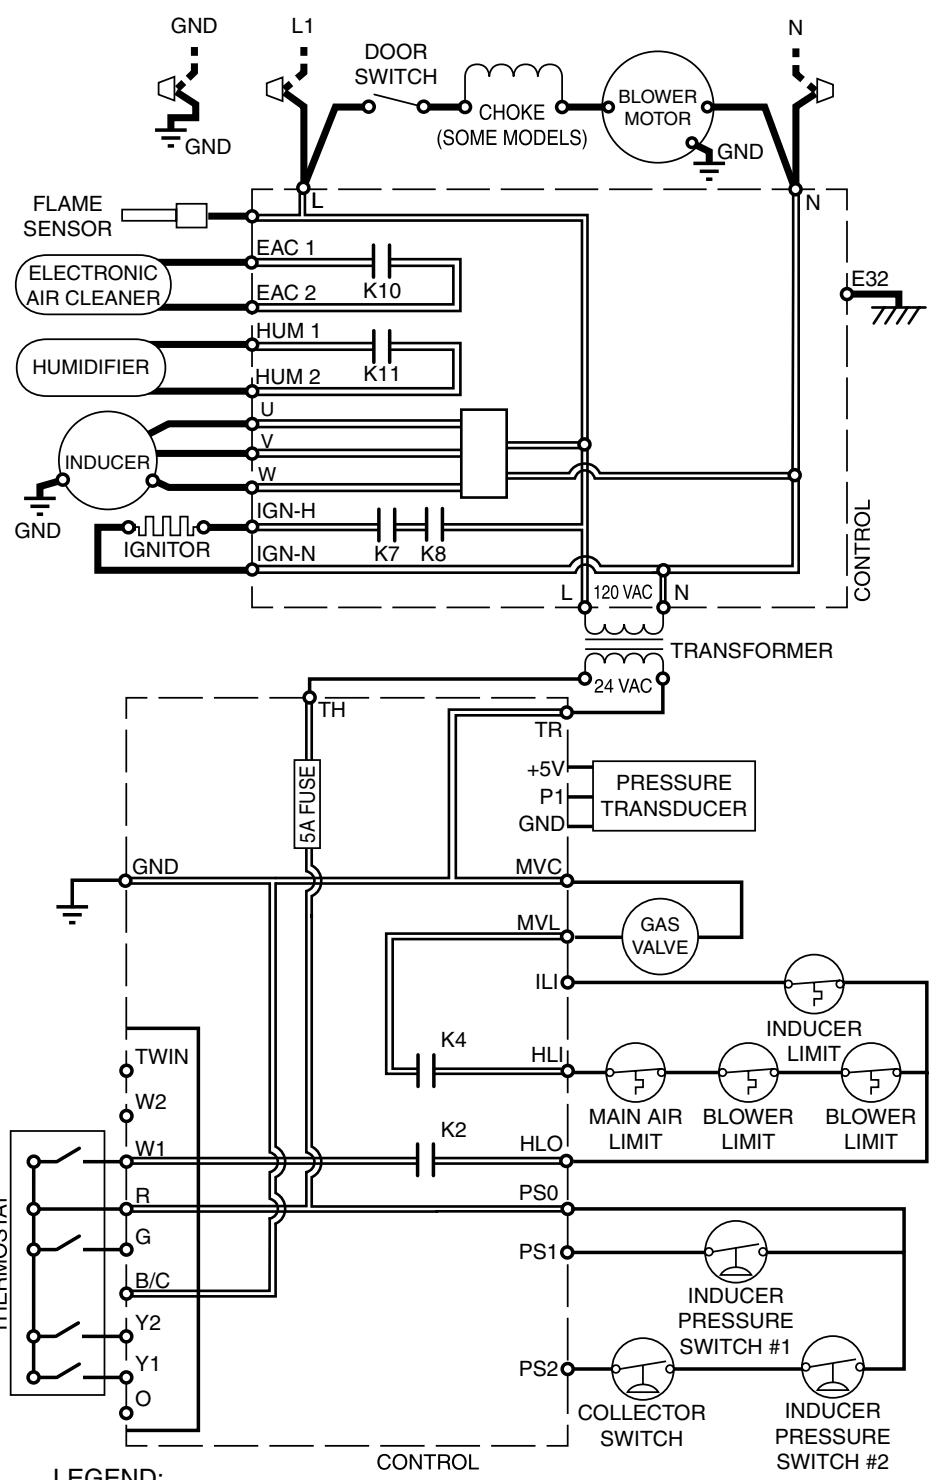 GND
L1
N
DOOR
SWITCH
CHOKE
(SOME MODELS)
BLOWER
MOTOR
GND
GND
L
N
FLAME
SENSOR
EAC 1
ELECTRONIC
AIR CLEANER
K10
EAC 2
E32
HUM 1
HUMIDIFIER
K11
HUM 2
U
V
INDUCER
W
GND
IGN-H
IGNITOR
K7
K8
IGN-N
CONTROL
L
120 VAC
N
TRANSFORMER
24 VAC
TH
TR
5A FUSE
+5V
P1
GND
PRESSURE
TRANSDUCER
GND
MVC
MVL
GAS
VALVE
ILI
INDUCER
LIMIT
K4
HLI
MAIN AIR
LIMIT
BLOWER
LIMIT
BLOWER
LIMIT
TWIN
W2
K2
W1
HLO
R
PS0
G
PS1
INDUCER
PRESSURE
SWITCH #1
B/C
THERMOSTAT
Y2
Y1
PS2
O
COLLECTOR
SWITCH
INDUCER
PRESSURE
SWITCH #2
CONTROL
LEGEND: